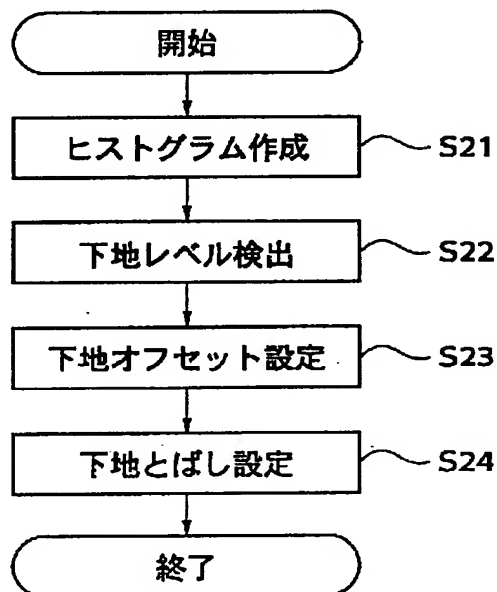 開始
ヒストグラム作成 S21
下地レベル検出 S22
下地オフセット設定 S23
下地とばし設定 S24
終了